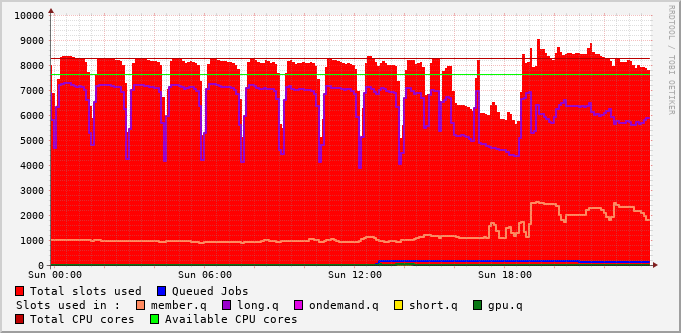 10000
9000
8000
7000
6000
5000
4000
3000
2000
1000
0
Sun 00:00 Sun 06:00 Sun 12:00 Sun 18:00
Total slots used Queued Jobs
Slots used in : member.q long.q ondemand.q short.q gpu.q
Total CPU cores Available CPU cores
RRDTOOL / TOBI OETIKER